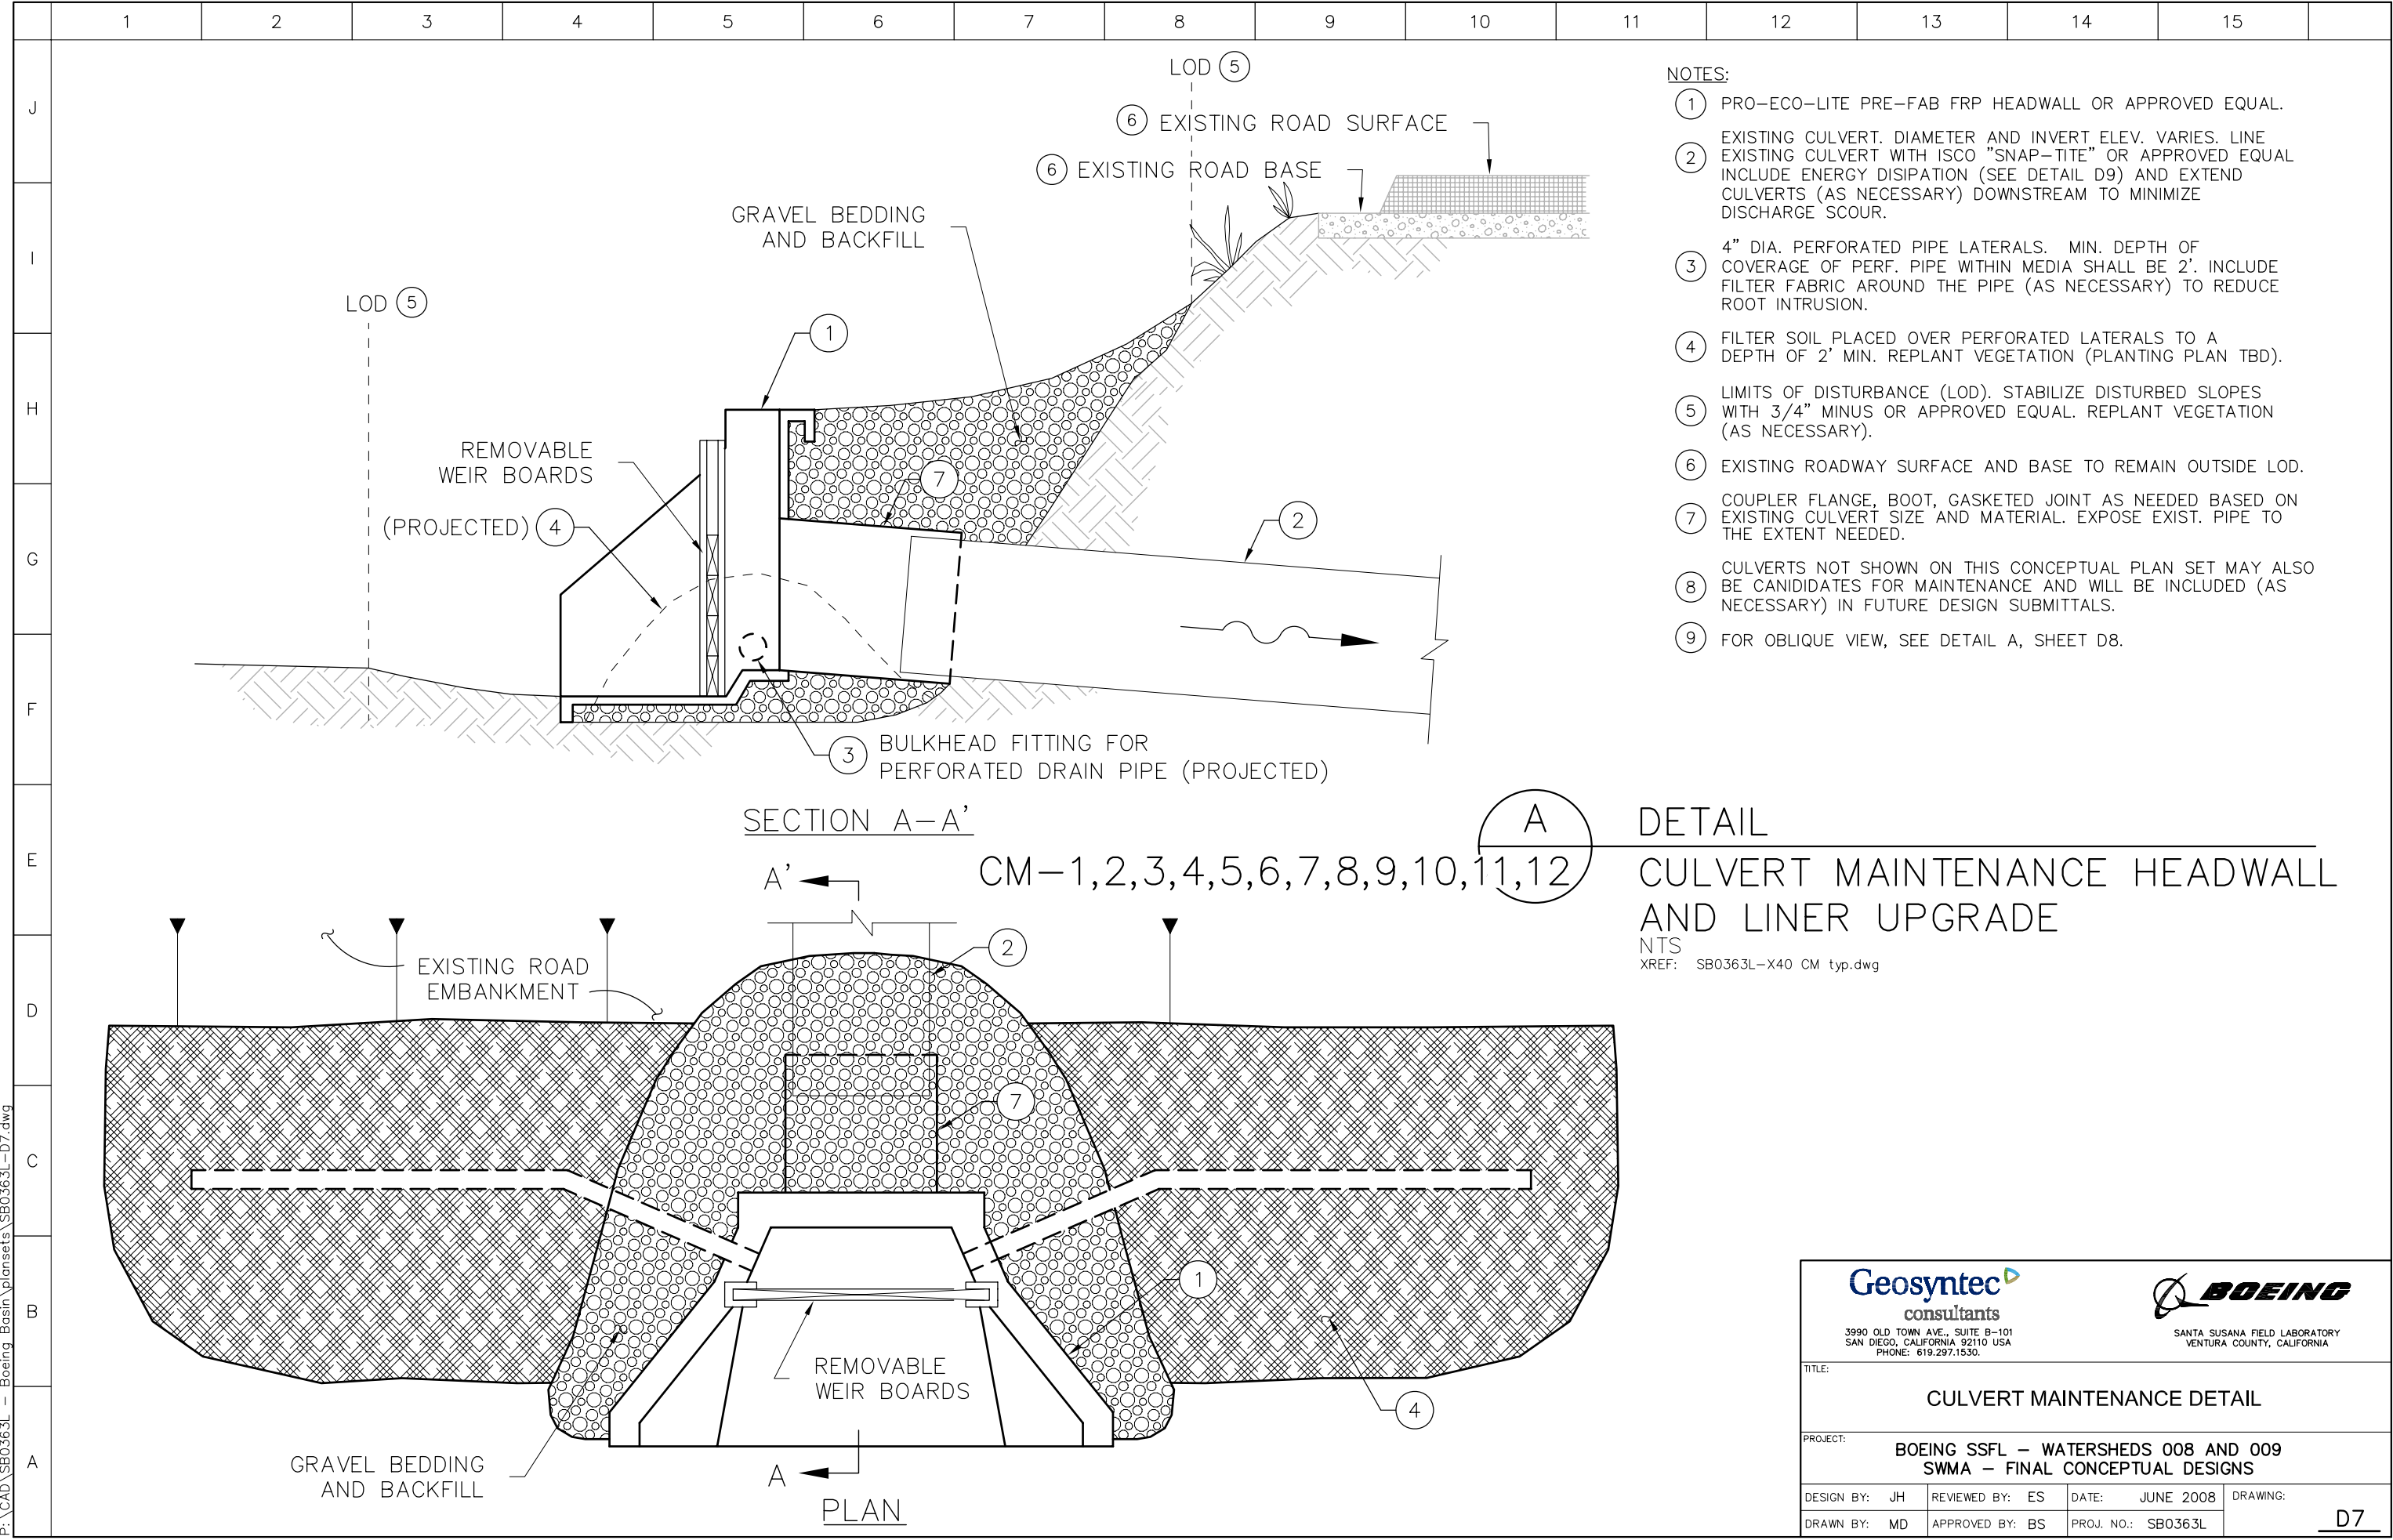 1 2 3 4 5 6 7 8 9 10 11 12 13 14 15
J
I
H
G
F
E
D
C
B
A
LOD 5
6 EXISTING ROAD SURFACE
6 EXISTING ROAD BASE
GRAVEL BEDDING
AND BACKFILL
LOD 5
1
REMOVABLE
WEIR BOARDS
7
(PROJECTED) 4
2
3 BULKHEAD FITTING FOR
PERFORATED DRAIN PIPE (PROJECTED)
SECTION A-A'
NOTES:
1 PRO-ECO-LITE PRE-FAB FRP HEADWALL OR APPROVED EQUAL.
EXISTING CULVERT. DIAMETER AND INVERT ELEV. VARIES. LINE
2 EXISTING CULVERT WITH ISCO "SNAP-TITE" OR APPROVED EQUAL
INCLUDE ENERGY DISIPATION (SEE DETAIL D9) AND EXTEND
CULVERTS (AS NECESSARY) DOWNSTREAM TO MINIMIZE
DISCHARGE SCOUR.
4" DIA. PERFORATED PIPE LATERALS. MIN. DEPTH OF
3 COVERAGE OF PERF. PIPE WITHIN MEDIA SHALL BE 2'. INCLUDE
FILTER FABRIC AROUND THE PIPE (AS NECESSARY) TO REDUCE
ROOT INTRUSION.
4 FILTER SOIL PLACED OVER PERFORATED LATERALS TO A
DEPTH OF 2' MIN. REPLANT VEGETATION (PLANTING PLAN TBD).
LIMITS OF DISTURBANCE (LOD). STABILIZE DISTURBED SLOPES
5 WITH 3/4" MINUS OR APPROVED EQUAL. REPLANT VEGETATION
(AS NECESSARY).
6 EXISTING ROADWAY SURFACE AND BASE TO REMAIN OUTSIDE LOD.
COUPLER FLANGE, BOOT, GASKETED JOINT AS NEEDED BASED ON
7 EXISTING CULVERT SIZE AND MATERIAL. EXPOSE EXIST. PIPE TO
THE EXTENT NEEDED.
CULVERTS NOT SHOWN ON THIS CONCEPTUAL PLAN SET MAY ALSO
8 BE CANIDIDATES FOR MAINTENANCE AND WILL BE INCLUDED (AS
NECESSARY) IN FUTURE DESIGN SUBMITTALS.
9 FOR OBLIQUE VIEW, SEE DETAIL A, SHEET D8.
A DETAIL
CM-1,2,3,4,5,6,7,8,9,10,11,12
CULVERT MAINTENANCE HEADWALL
AND LINER UPGRADE
NTS
XREF: SB0363L-X40 CM typ.dwg
A'
2
EXISTING ROAD
EMBANKMENT
7
1
REMOVABLE
WEIR BOARDS
4
GRAVEL BEDDING
AND BACKFILL
A
PLAN
P:\CAD\SB0363L - Boeing Basin\plansets\SB0363L-D7.dwg
Geosyntec
consultants
3990 OLD TOWN AVE., SUITE B-101
SAN DIEGO, CALIFORNIA 92110 USA
PHONE: 619.297.1530.
BOEING
SANTA SUSANA FIELD LABORATORY
VENTURA COUNTY, CALIFORNIA
TITLE:
CULVERT MAINTENANCE DETAIL
PROJECT:
BOEING SSFL - WATERSHEDS 008 AND 009
SWMA - FINAL CONCEPTUAL DESIGNS
DESIGN BY: JH REVIEWED BY: ES DATE: JUNE 2008 DRAWING:
DRAWN BY: MD APPROVED BY: BS PROJ. NO.: SB0363L D7